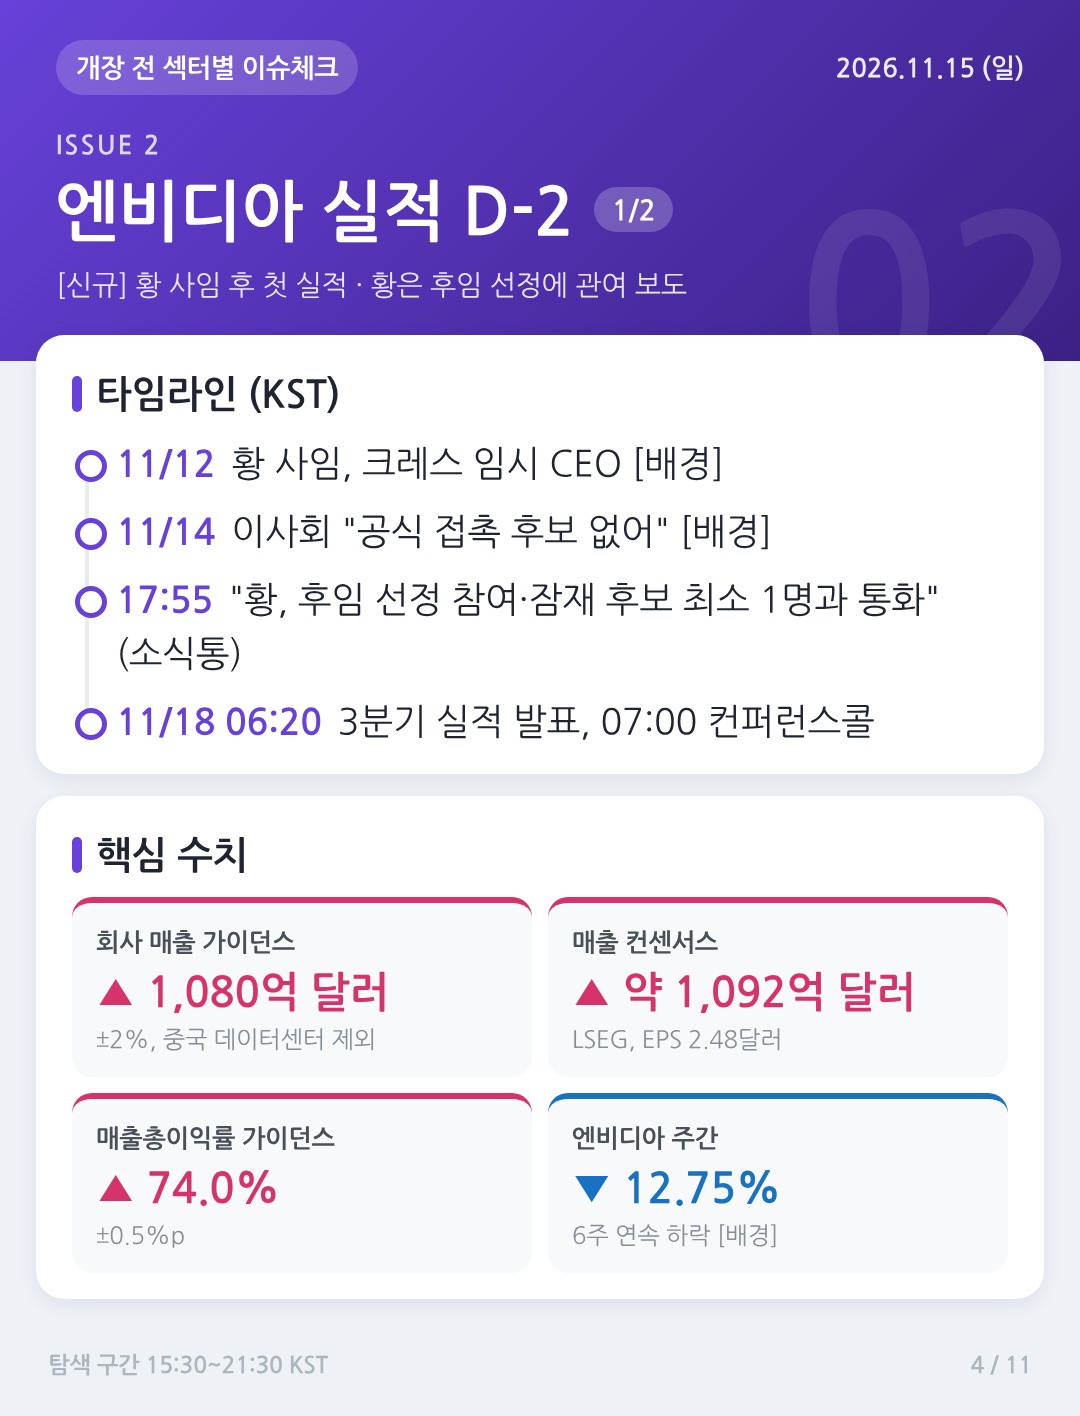 개장 전 섹터별 이슈체크
2026.11.15 (일)
ISSUE 2
엔비디아 실적 D-2 1/2
[신규] 황 사임 후 첫 실적 · 황은 후임 선정에 관여 보도
02
타임라인 (KST)
11/12 황 사임, 크레스 임시 CEO [배경]
11/14 이사회 "공식 접촉 후보 없어" [배경]
17:55 "황, 후임 선정 참여·잠재 후보 최소 1명과 통화"
(소식통)
11/18 06:20 3분기 실적 발표, 07:00 컨퍼런스콜
핵심 수치
회사 매출 가이던스
▲ 1,080억 달러
±2%, 중국 데이터센터 제외
매출 컨센서스
▲ 약 1,092억 달러
LSEG, EPS 2.48달러
매출총이익률 가이던스
▲ 74.0%
±0.5%p
엔비디아 주간
▼ 12.75%
6주 연속 하락 [배경]
탐색 구간 15:30~21:30 KST
4 / 11